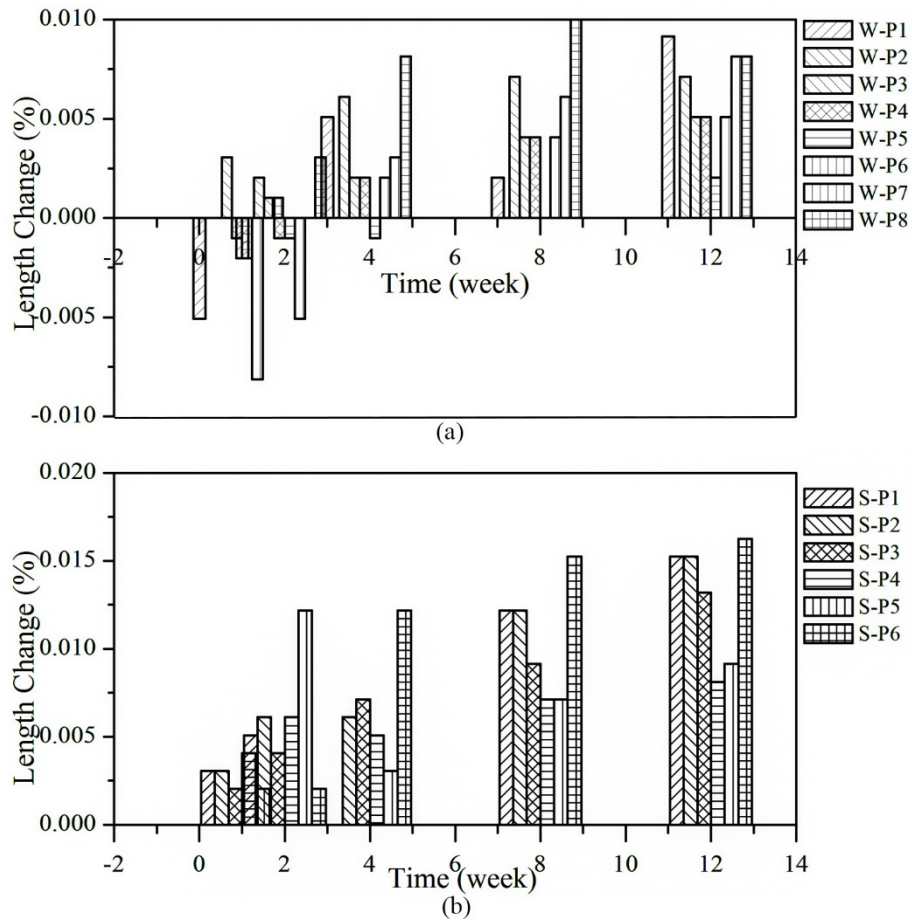 0.010
0.005
0.000
-0.005
-0.010
Length Change (%)
-2 0 2 4 6 8 10 12 14
Time (week)
W-P1
W-P2
W-P3
W-P4
W-P5
W-P6
W-P7
W-P8
(a)
0.020
0.015
0.010
0.005
0.000
Length Change (%)
-2 0 2 4 6 8 10 12 14
Time (week)
S-P1
S-P2
S-P3
S-P4
S-P5
S-P6
(b)